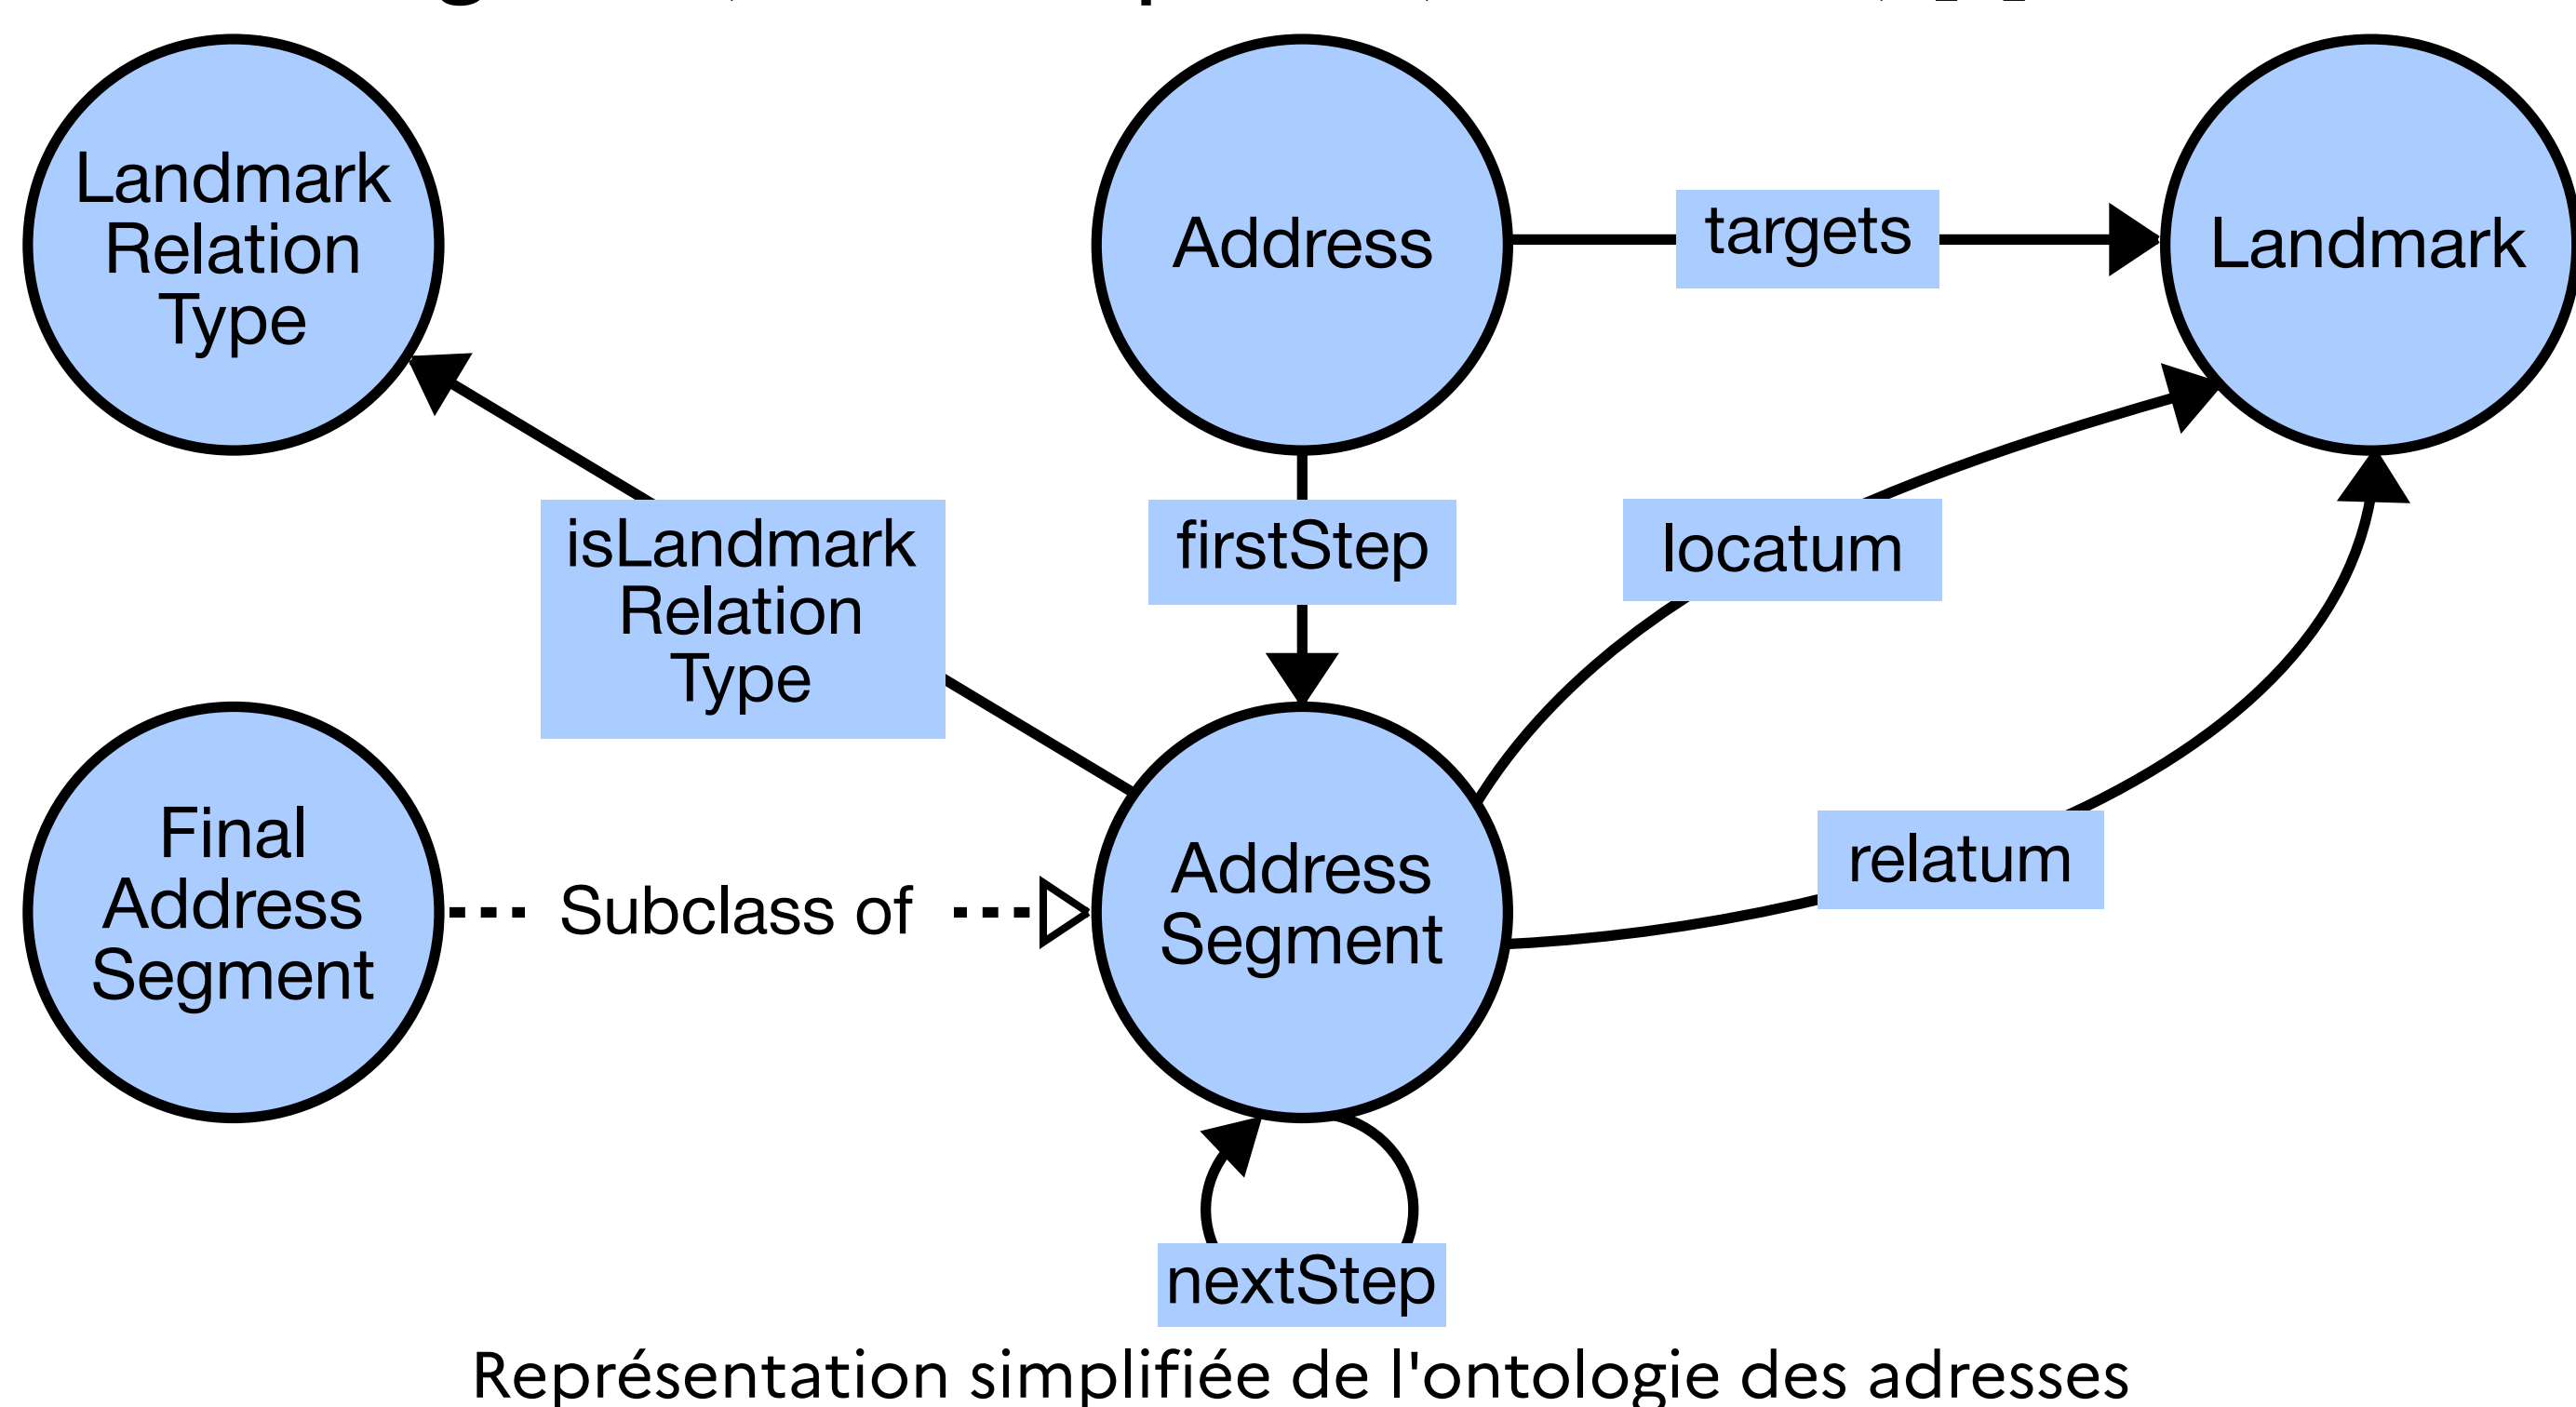 Landmark
Relation
Type
Address
targets
Landmark
isLandmark
Relation
Type
firstStep
locatum
Final
Address
Segment
Subclass of
Address
Segment
relatum
nextStep
Représentation simplifiée de l'ontologie des adresses